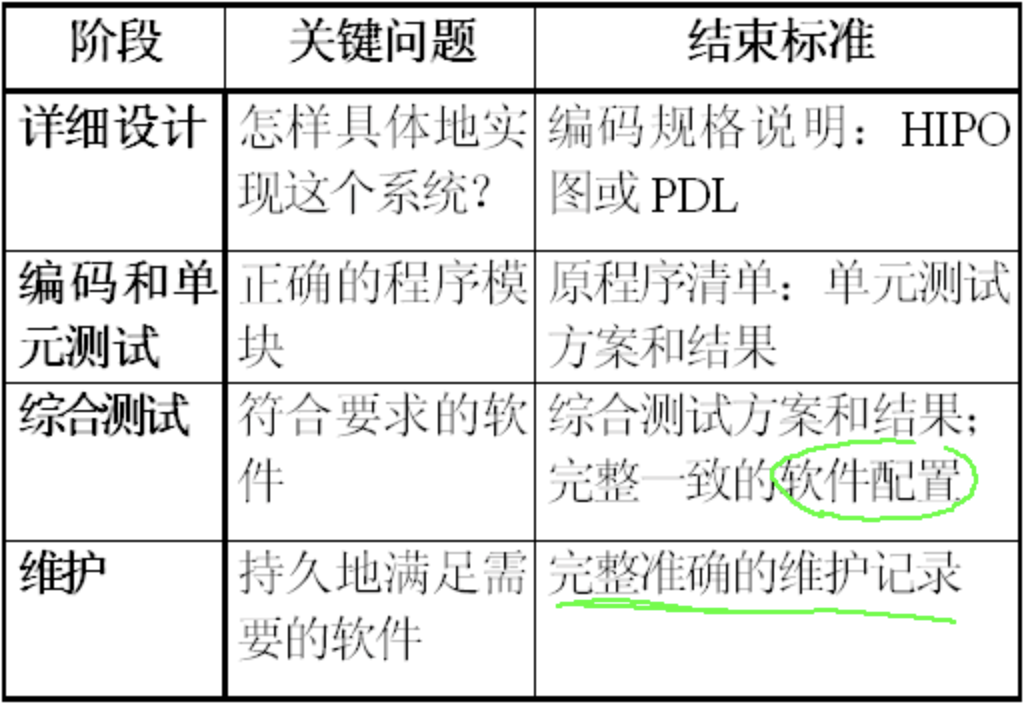 阶段 关键问题 结束标准
详细设计 怎样具体地实 编码规格说明：HIPO
现这个系统？ 图或 PDL
编码和单 正确的程序模 原程序清单：单元测试
元测试 块 方案和结果
综合测试 符合要求的软 综合测试方案和结果；
件 完整一致的软件配置
维护 持久地满足需 完整准确的维护记录
要的软件